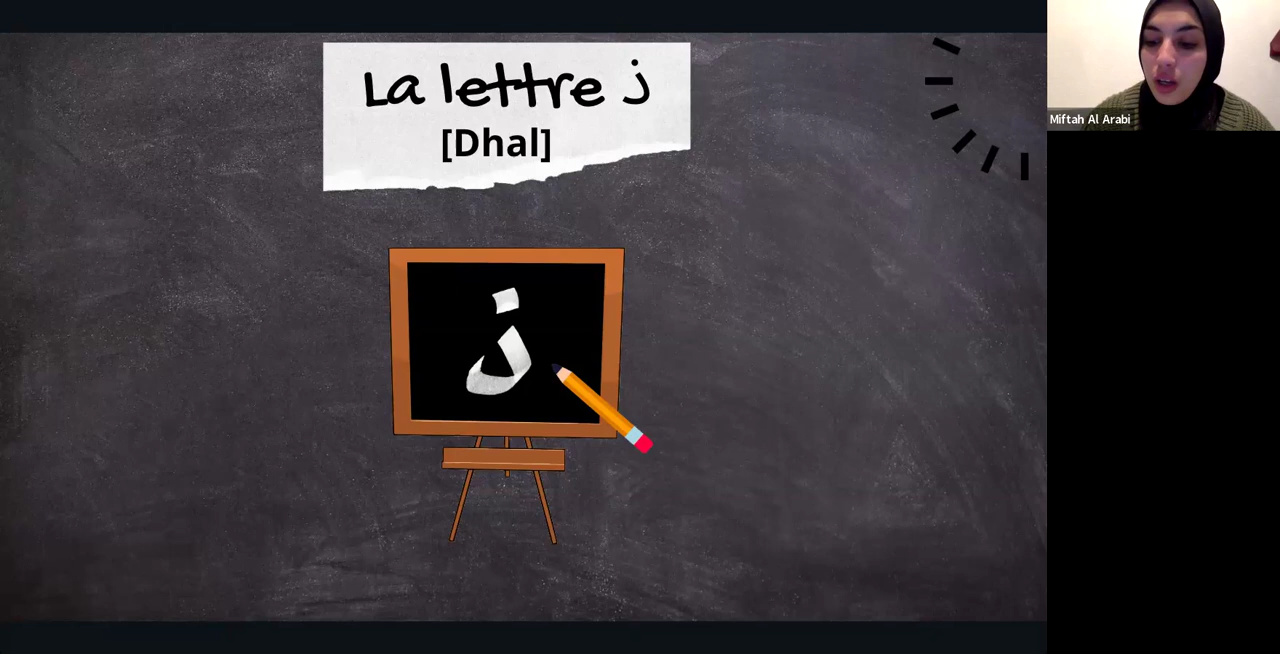 La lettre ذ
[Dhal]
ذ
Miftah Al Arabi